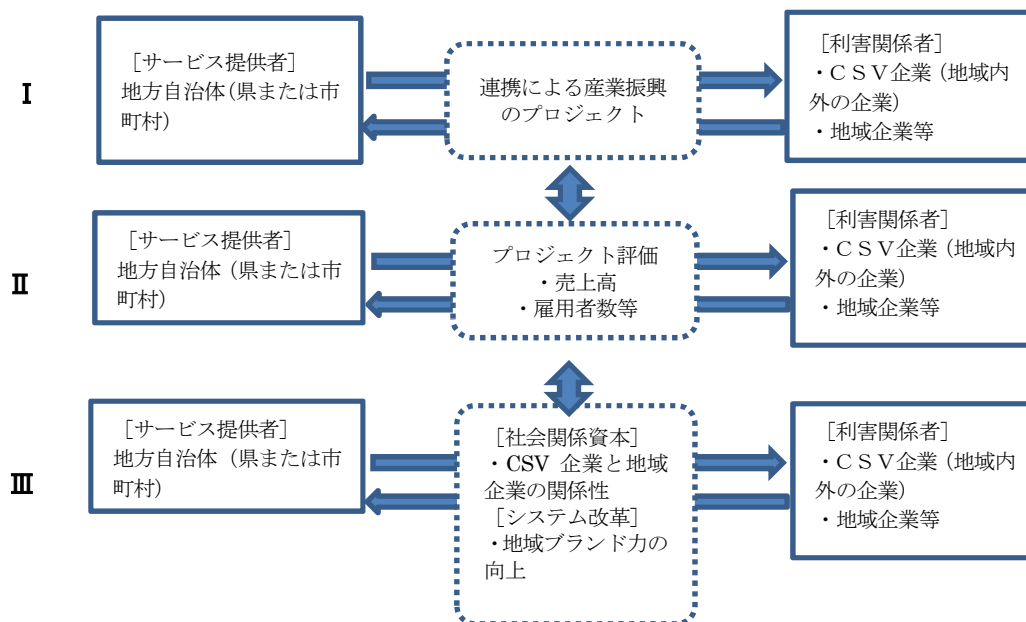 Ⅰ
[サービス提供者]
地方自治体(県または市
町村)
連携による産業振興
のプロジェクト
[利害関係者]
・ＣＳＶ企業(地域内
外の企業)
・地域企業等
Ⅱ
[サービス提供者]
地方自治体(県または市
町村)
プロジェクト評価
・売上高
・雇用者数等
[利害関係者]
・ＣＳＶ企業(地域内
外の企業)
・地域企業等
Ⅲ
[サービス提供者]
地方自治体(県または市
町村)
[社会関係資本]
・CSV 企業と地域
企業の関係性
[システム改革]
・地域ブランド力の
向上
[利害関係者]
・ＣＳＶ企業(地域内
外の企業)
・地域企業等